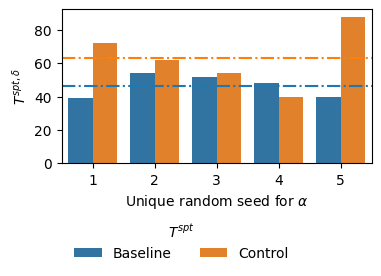 80
60
40
20
0
T^{spt,δ}
1 2 3 4 5
Unique random seed for α
T^{spt}
Baseline Control